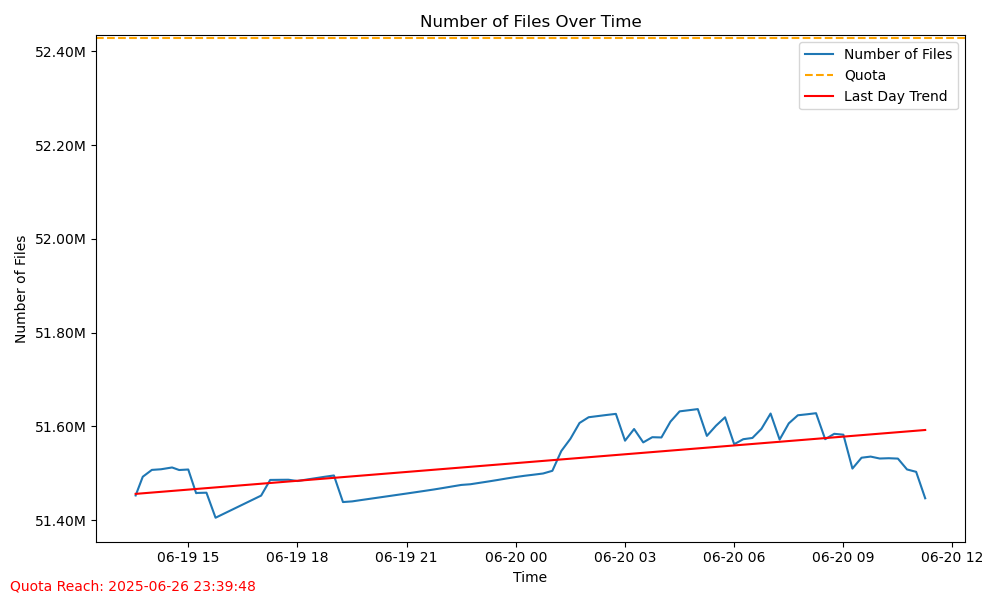 Number of Files Over Time
Number of Files
Quota
Last Day Trend
52.40M
52.20M
52.00M
51.80M
51.60M
51.40M
Number of Files
06-19 15
06-19 18
06-19 21
06-20 00
06-20 03
06-20 06
06-20 09
06-20 12
Time
Quota Reach: 2025-06-26 23:39:48